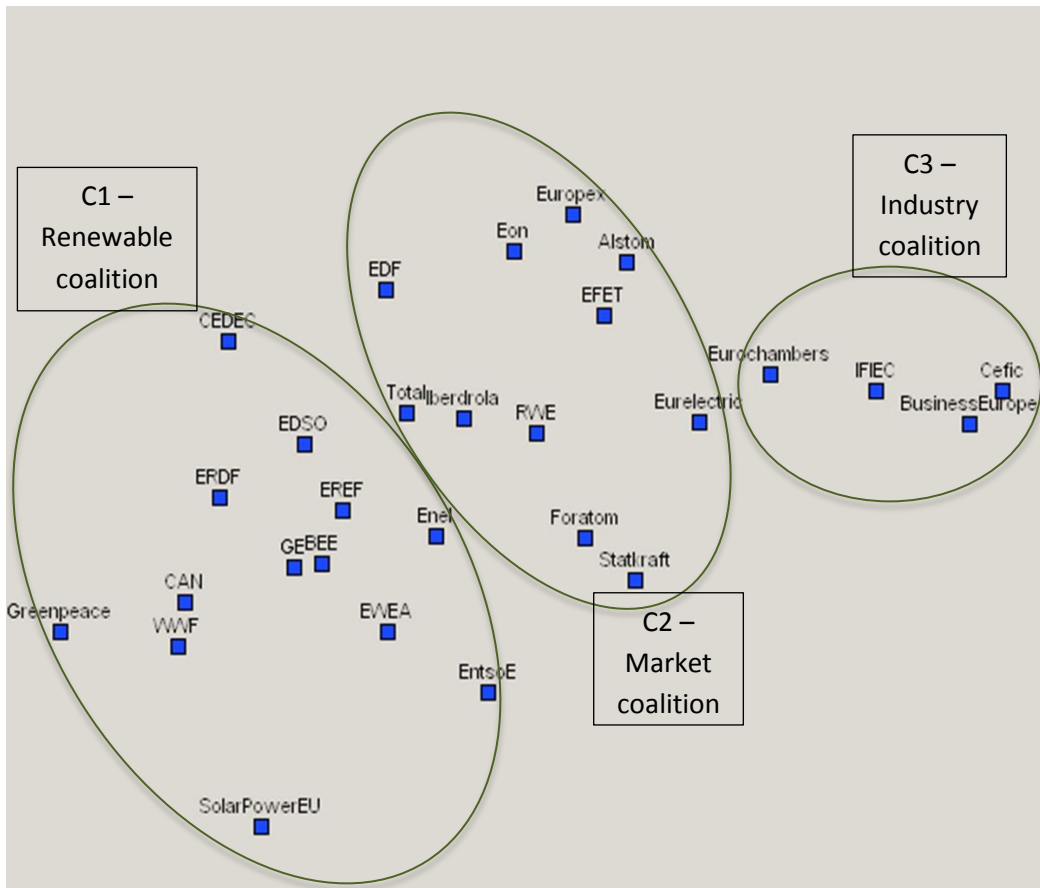 C1 –
Renewable
coalition
C3 –
Industry
coalition
Europex
Eon
Alstom
EDF
EFET
CEDEC
Eurochambers
IFIEC
Cefic
BusinessEurope
Total
Iberdrola
RWE
Eurelectric
EDSO
ERDF
EREF
Enel
Foratom
GE
BEE
Statkraft
CAN
Greenpeace
WWF
EWEA
C2 –
Market
coalition
EntsoE
SolarPowerEU